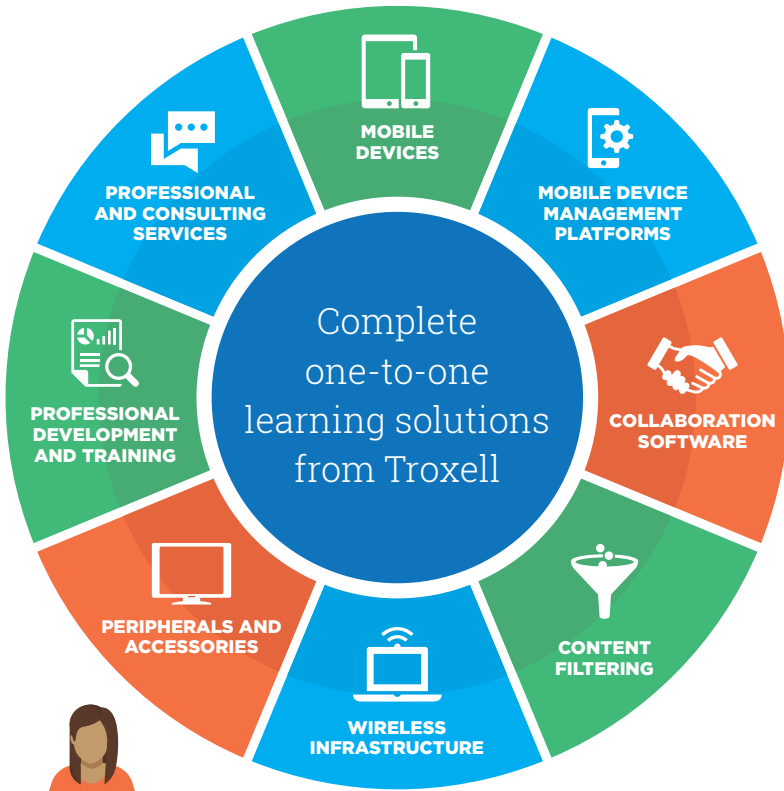 MOBILE
DEVICES
MOBILE DEVICE
MANAGEMENT
PLATFORMS
COLLABORATION
SOFTWARE
CONTENT
FILTERING
WIRELESS
INFRASTRUCTURE
PERIPHERALS AND
ACCESSORIES
PROFESSIONAL
DEVELOPMENT
AND TRAINING
PROFESSIONAL
AND CONSULTING
SERVICES
Complete
one-to-one
learning solutions
from Troxell